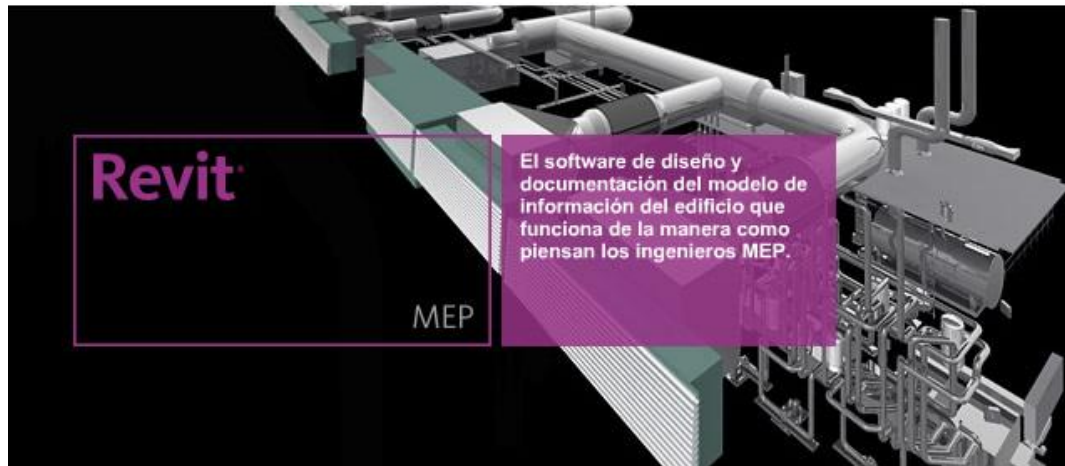 Revit
MEP
El software de diseño y
documentación del modelo de
información del edificio que
funciona de la manera como
piensan los ingenieros MEP.